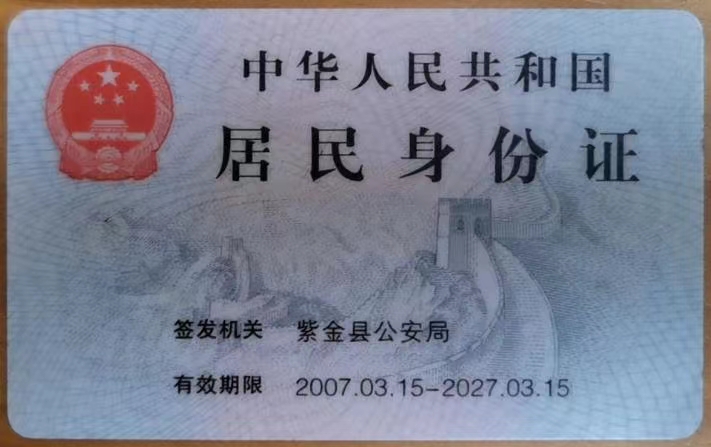 中华人民共和国
居民身份证
签发机关 紫金县公安局
有效期限 2007.03.15-2027.03.15